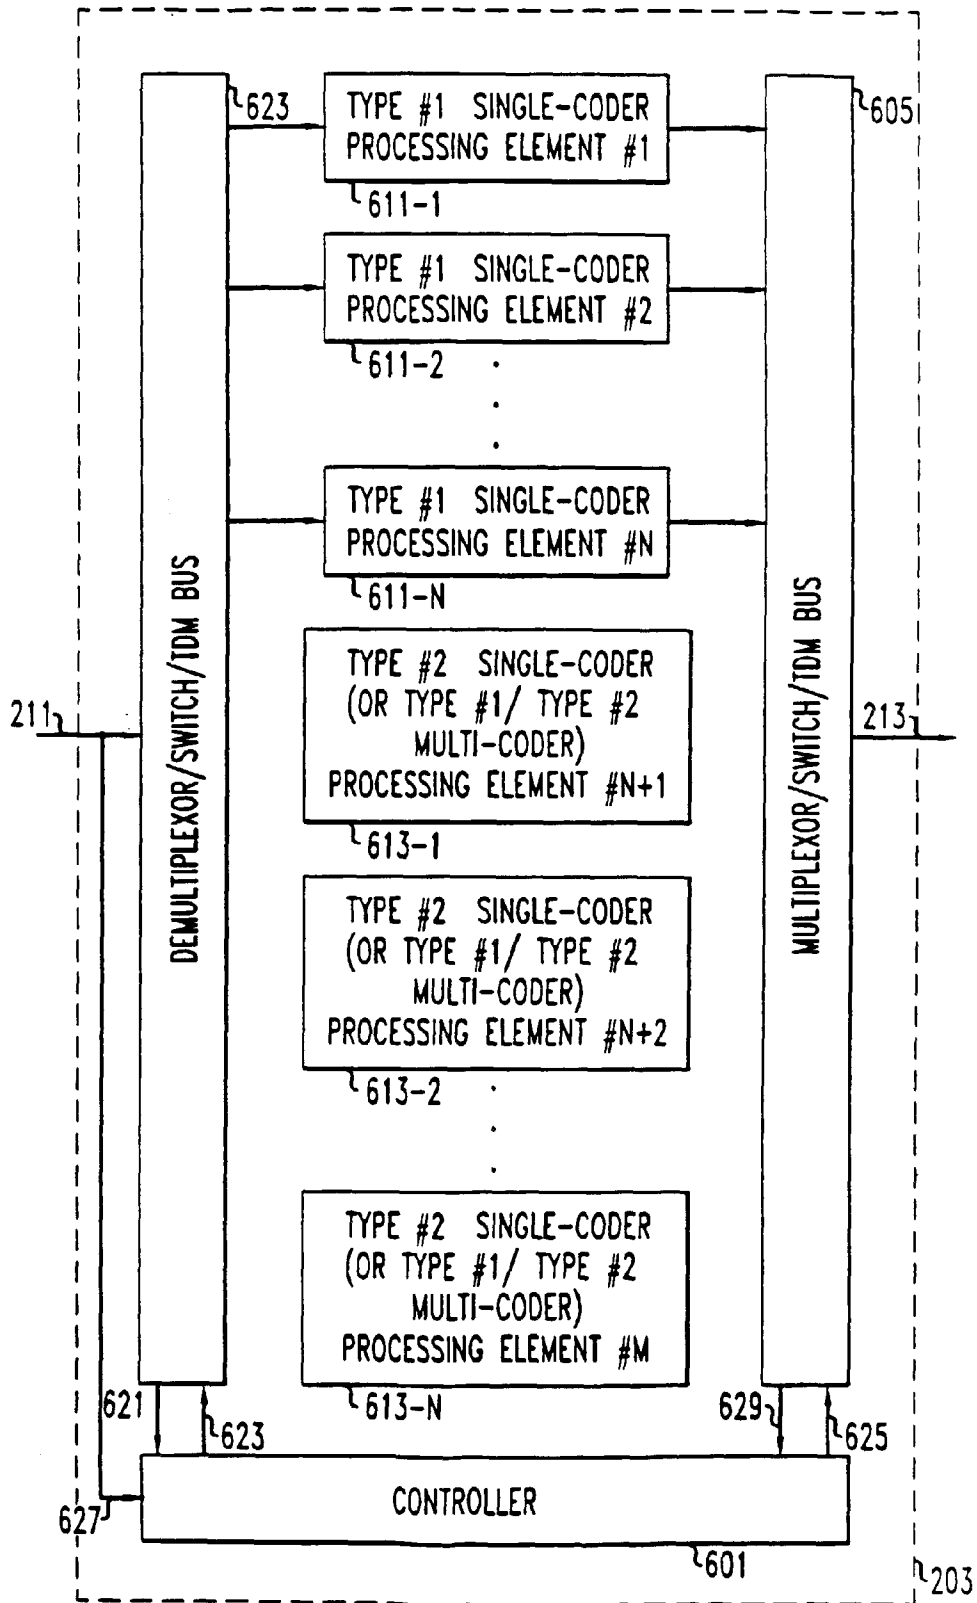 623
605
TYPE #1 SINGLE-CODER
PROCESSING ELEMENT #1
611-1
TYPE #1 SINGLE-CODER
PROCESSING ELEMENT #2
611-2
TYPE #1 SINGLE-CODER
PROCESSING ELEMENT #N
611-N
DEMULTIPLEXOR/SWITCH/TDM BUS
MULTIPLEXOR/SWITCH/TDM BUS
211
213
TYPE #2 SINGLE-CODER
(OR TYPE #1/ TYPE #2
MULTI-CODER)
PROCESSING ELEMENT #N+1
613-1
TYPE #2 SINGLE-CODER
(OR TYPE #1/ TYPE #2
MULTI-CODER)
PROCESSING ELEMENT #N+2
613-2
TYPE #2 SINGLE-CODER
(OR TYPE #1/ TYPE #2
MULTI-CODER)
PROCESSING ELEMENT #M
613-N
621
623
629
625
CONTROLLER
627
601
203